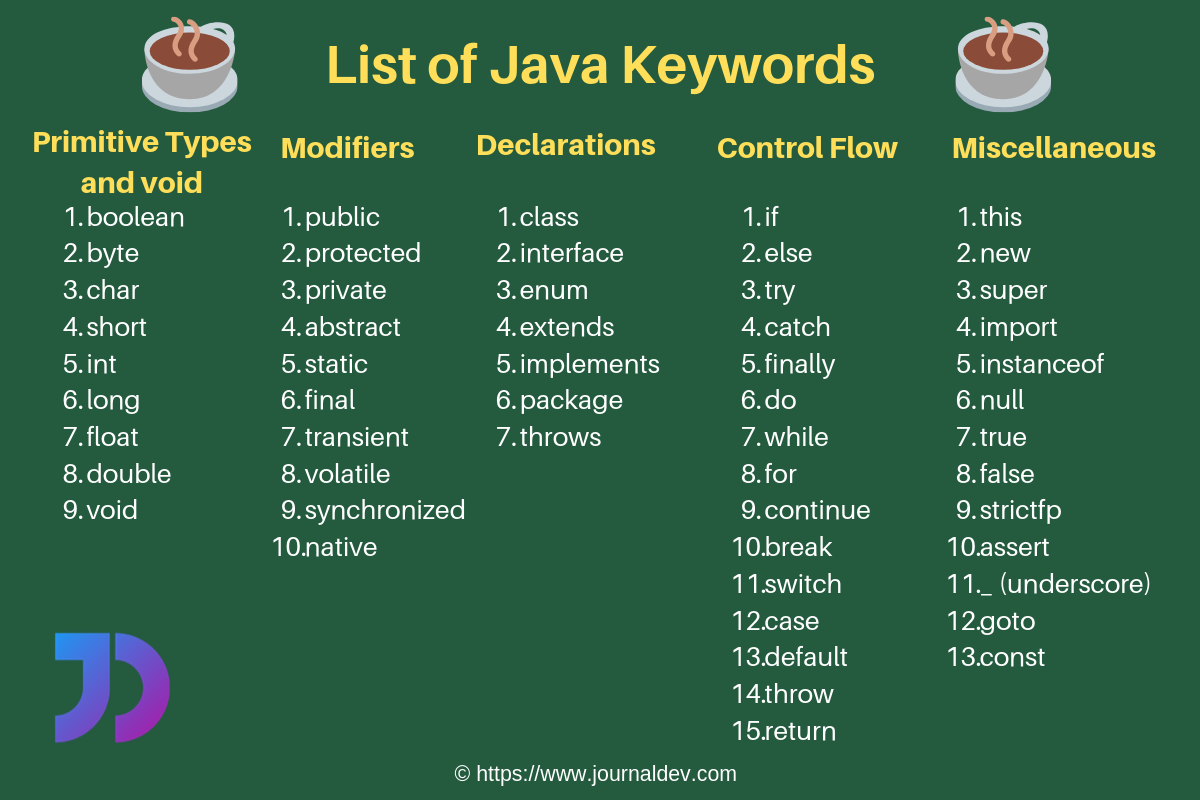 List of Java Keywords
Primitive Types
and void
1. boolean
2. byte
3. char
4. short
5. int
6. long
7. float
8. double
9. void
Modifiers
1. public
2. protected
3. private
4. abstract
5. static
6. final
7. transient
8. volatile
9. synchronized
10. native
Declarations
1. class
2. interface
3. enum
4. extends
5. implements
6. package
7. throws
Control Flow
1. if
2. else
3. try
4. catch
5. finally
6. do
7. while
8. for
9. continue
10. break
11. switch
12. case
13. default
14. throw
15. return
Miscellaneous
1. this
2. new
3. super
4. import
5. instanceof
6. null
7. true
8. false
9. strictfp
10. assert
11. _ (underscore)
12. goto
13. const
JD
© https://www.journaldev.com